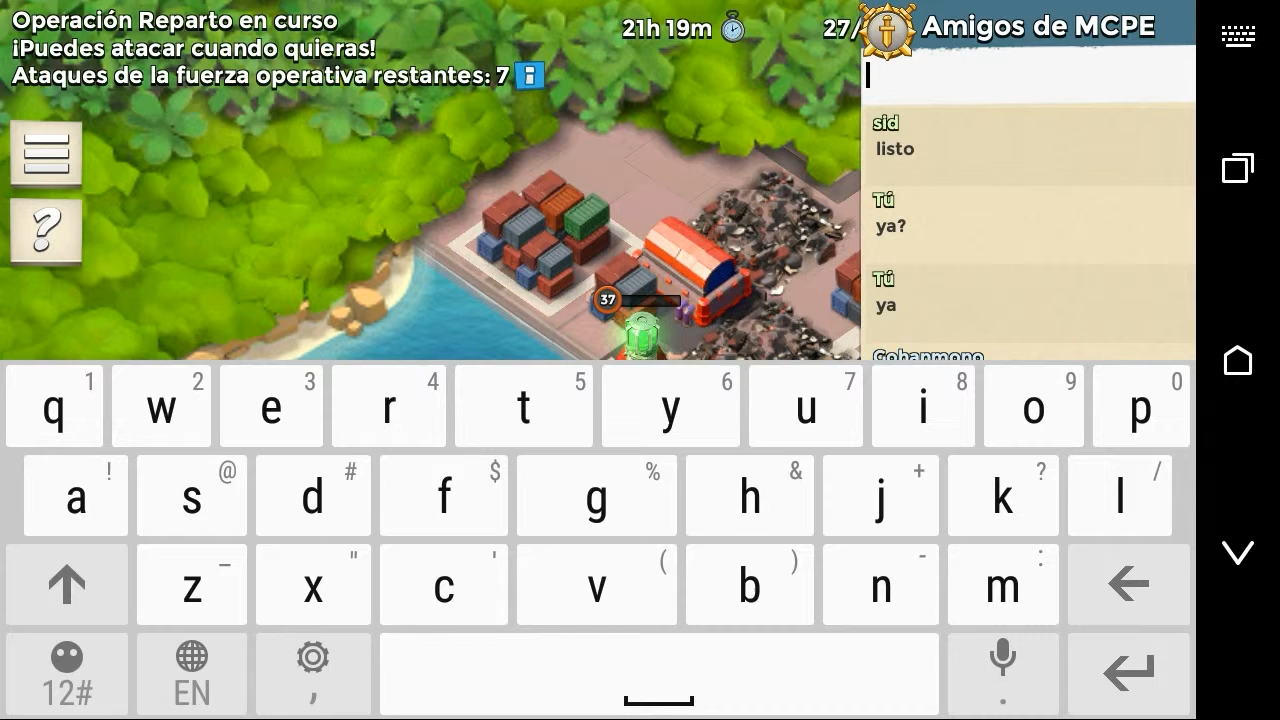 Operación Reparto en curso
¡Puedes atacar cuando quieras!
Ataques de la fuerza operativa restantes: 7
21h 19m
27/
Amigos de MCPE
sid
listo
Tú
ya?
Tú
ya
Gohanmono
37
q 1 w 2 e 3 r 4 t 5 y 6 u 7 i 8 o 9 p 0
a ! s @ d # f $ g % h & j + k ? l /
z _ x " c ' v ( b ) n - m :
12# EN , .